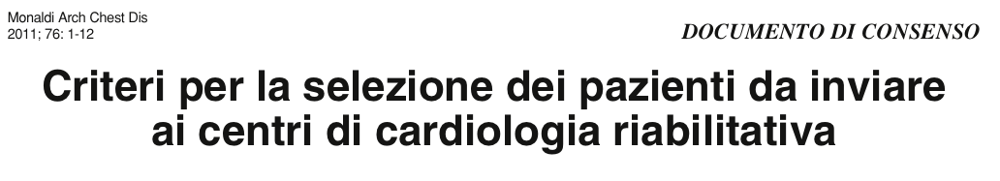 Monaldi Arch Chest Dis
2011; 76: 1-12
DOCUMENTO DI CONSENSO
Criteri per la selezione dei pazienti da inviare
ai centri di cardiologia riabilitativa